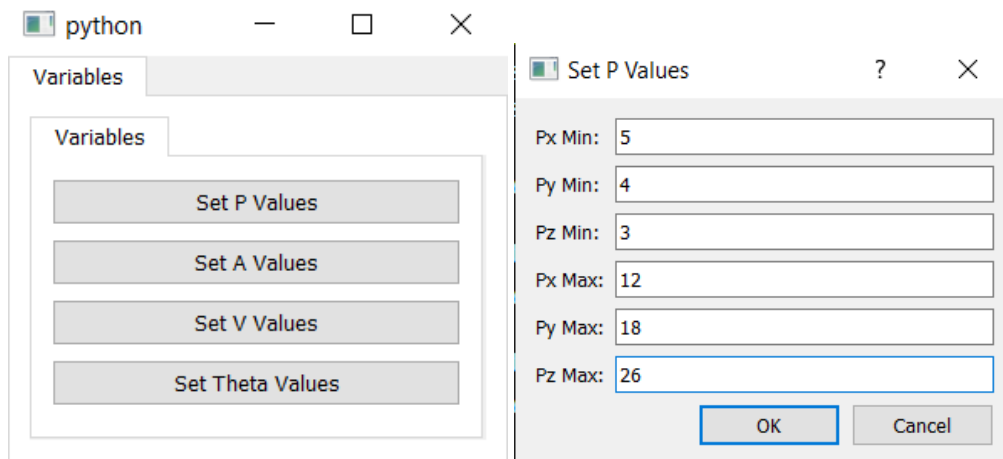 python
Variables
Variables
Set P Values
Set A Values
Set V Values
Set Theta Values
Set P Values ?
Px Min: 5
Py Min: 4
Pz Min: 3
Px Max: 12
Py Max: 18
Pz Max: 26
OK Cancel